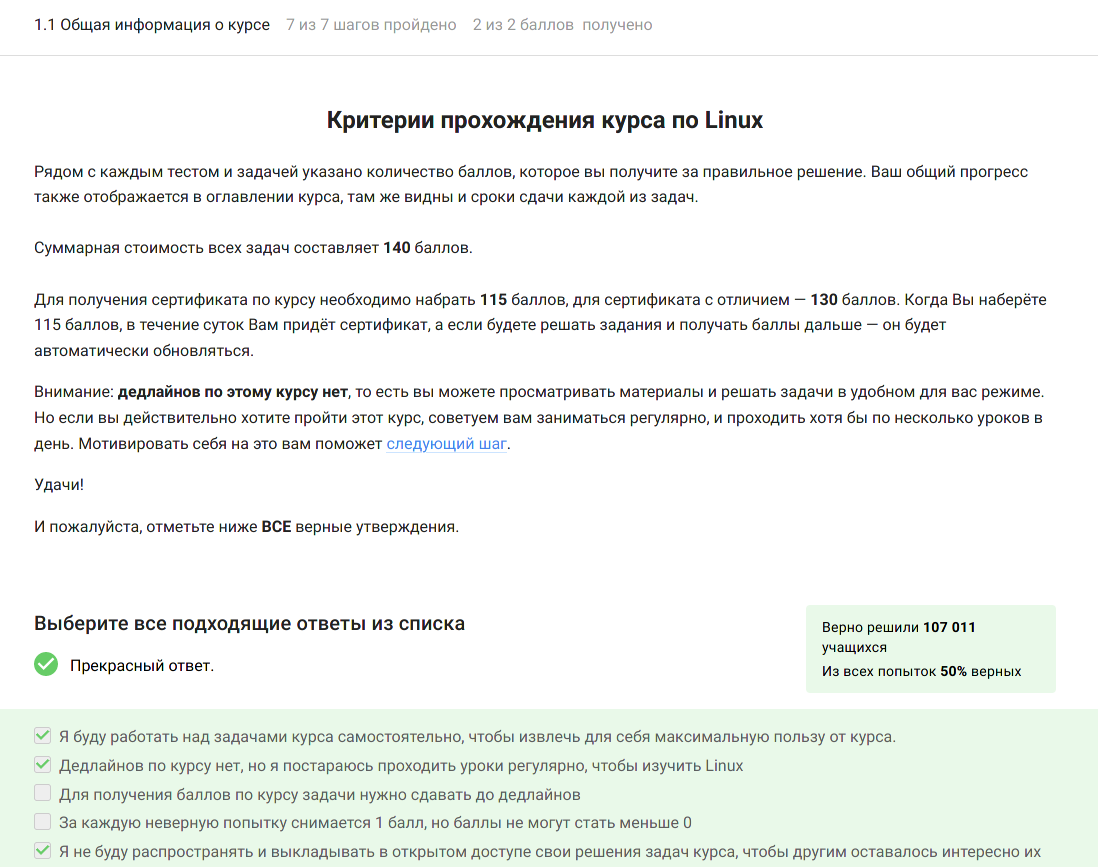 1.1 Общая информация о курсе 7 из 7 шагов пройдено 2 из 2 баллов получено
Критерии прохождения курса по Linux
Рядом с каждым тестом и задачей указано количество баллов, которое вы получите за правильное решение. Ваш общий прогресс
также отображается в оглавлении курса, там же видны и сроки сдачи каждой из задач.
Суммарная стоимость всех задач составляет 140 баллов.
Для получения сертификата по курсу необходимо набрать 115 баллов, для сертификата с отличием — 130 баллов. Когда Вы наберёте
115 баллов, в течение суток Вам придёт сертификат, а если будете решать задания и получать баллы дальше — он будет
автоматически обновляться.
Внимание: дедлайнов по этому курсу нет, то есть вы можете просматривать материалы и решать задачи в удобном для вас режиме.
Но если вы действительно хотите пройти этот курс, советуем вам заниматься регулярно, и проходить хотя бы по несколько уроков в
день. Мотивировать себя на это вам поможет следующий шаг.
Удачи!
И пожалуйста, отметьте ниже ВСЕ верные утверждения.
Выберите все подходящие ответы из списка
Прекрасный ответ.
Верно решили 107 011
учащихся
Из всех попыток 50% верных
Я буду работать над задачами курса самостоятельно, чтобы извлечь для себя максимальную пользу от курса.
Дедлайнов по курсу нет, но я постараюсь проходить уроки регулярно, чтобы изучить Linux
Для получения баллов по курсу задачи нужно сдавать до дедлайнов
За каждую неверную попытку снимается 1 балл, но баллы не могут стать меньше 0
Я не буду распространять и выкладывать в открытом доступе свои решения задач курса, чтобы другим оставалось интересно их